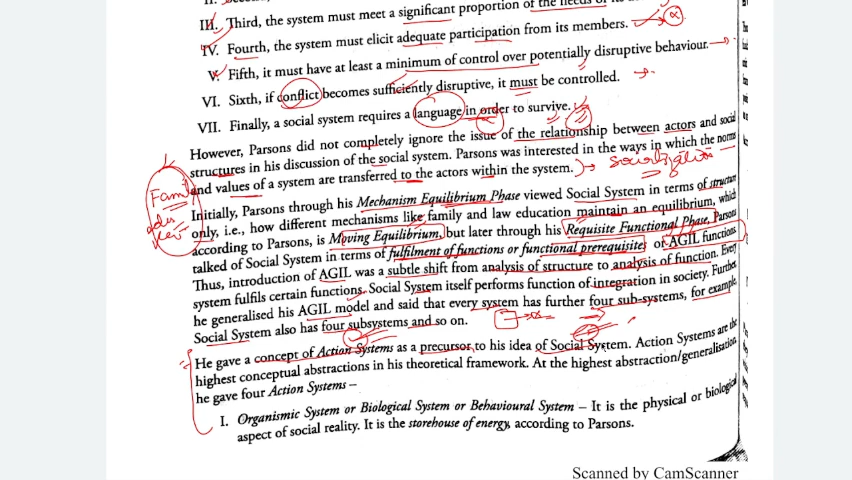 III. Third, the system must meet a significant proportion of the needs of its
IV. Fourth, the system must elicit adequate participation from its members.
V. Fifth, it must have at least a minimum of control over potentially disruptive behaviour.
VI. Sixth, if conflict becomes sufficiently disruptive, it must be controlled.
VII. Finally, a social system requires a language in order to survive.
However, Parsons did not completely ignore the issue of the relationship between actors and social
structures in his discussion of the social system. Parsons was interested in the ways in which the norms
and values of a system are transferred to the actors within the system. socialization
Family
Initially, Parsons through his Mechanism Equilibrium Phase viewed Social System in terms of structure
only, i.e., how different mechanisms like family and law education maintain an equilibrium, which
according to Parsons, is Moving Equilibrium, but later through his Requisite Functional Phase, Parsons
talked of Social System in terms of fulfilment of functions or functional prerequisites or AGIL functions.
Thus, introduction of AGIL was a subtle shift from analysis of structure to analysis of function. Every
system fulfils certain functions. Social System itself performs function of integration in society. Further,
he generalised his AGIL model and said that every system has further four sub-systems, for example,
Social System also has four subsystems and so on.
He gave a concept of Action Systems as a precursor to his idea of Social System. Action Systems are the
highest conceptual abstractions in his theoretical framework. At the highest abstraction/generalisation
he gave four Action Systems –
I. Organismic System or Biological System or Behavioural System – It is the physical or biological
aspect of social reality. It is the storehouse of energy, according to Parsons.
Scanned by CamScanner